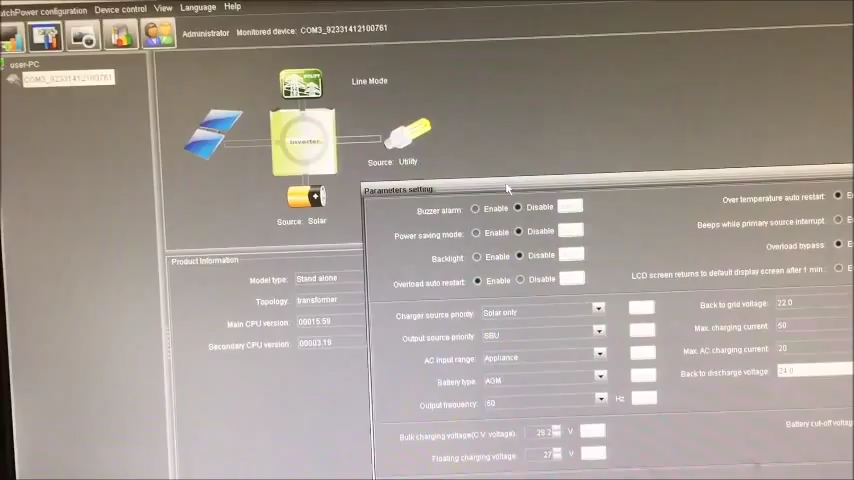 Device control View Language Help
Administrator Monitored device: COM3_92331412100761
user-PC
COM3_92331412100761
Line Mode
Inverter
Source: Utility
Source: Solar
Product Information
Model type: Stand alone
Topology: transformer
Main CPU version: 00015.59
Secondary CPU version: 00003.19
Parameters setting
Buzzer alarm: Enable Disable
Power saving mode: Enable Disable
Backlight: Enable Disable
Overload auto restart: Enable Disable
Over temperature auto restart:
Beeps while primary source interrupt:
Overload bypass:
LCD screen returns to default display screen after 1 min.:
Charger source priority: Solar only
Output source priority: SBU
AC input range: Appliance
Battery type: AGM
Output frequency: 60 Hz
Back to grid voltage: 22.0
Max. charging current: 60
Max. AC charging current: 20
Back to discharge voltage: 24.0
Bulk charging voltage(C.V. voltage): 28.2 V
Floating charging voltage: 27 V
Battery cut-off